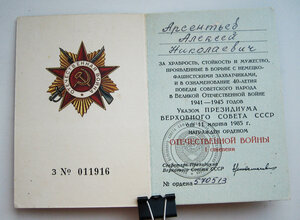 З № 011916
Арсентьев
Алексей
Николаевич
ЗА ХРАБРОСТЬ, СТОЙКОСТЬ И МУЖЕСТВО,
ПРОЯВЛЕННЫЕ В БОРЬБЕ С НЕМЕЦКО-
ФАШИСТСКИМИ ЗАХВАТЧИКАМИ,
И В ОЗНАМЕНОВАНИЕ 40-ЛЕТИЯ
ПОБЕДЫ СОВЕТСКОГО НАРОДА
В ВЕЛИКОЙ ОТЕЧЕСТВЕННОЙ ВОЙНЕ
1941—1945 ГОДОВ
Указом ПРЕЗИДИУМА
ВЕРХОВНОГО СОВЕТА СССР
от 11 марта 1985 г.
НАГРАЖДЕН ОРДЕНОМ
ОТЕЧЕСТВЕННОЙ ВОЙНЫ
I степени
Секретарь Президиума
Верховного Совета СССР
№ ордена 570513